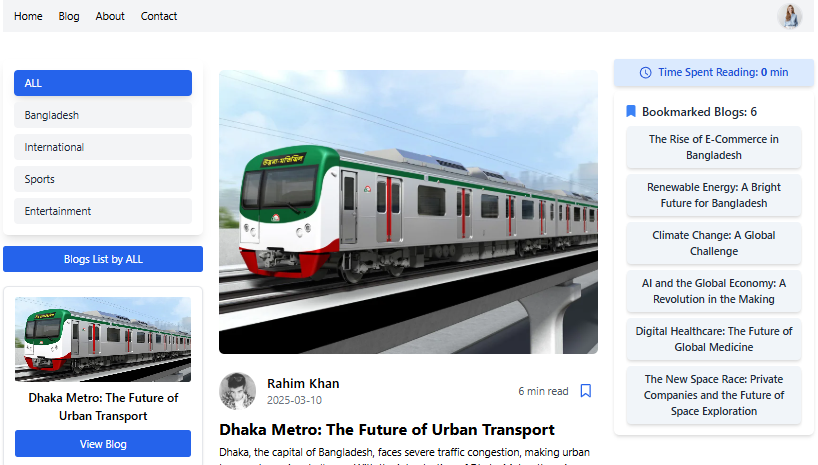 Home Blog About Contact
ALL
Bangladesh
International
Sports
Entertainment
Blogs List by ALL
Dhaka Metro: The Future of
Urban Transport
View Blog
Rahim Khan
2025-03-10
6 min read
Dhaka Metro: The Future of Urban Transport
Dhaka, the capital of Bangladesh, faces severe traffic congestion, making urban
Time Spent Reading: 0 min
Bookmarked Blogs: 6
The Rise of E-Commerce in
Bangladesh
Renewable Energy: A Bright
Future for Bangladesh
Climate Change: A Global
Challenge
AI and the Global Economy: A
Revolution in the Making
Digital Healthcare: The Future of
Global Medicine
The New Space Race: Private
Companies and the Future of
Space Exploration